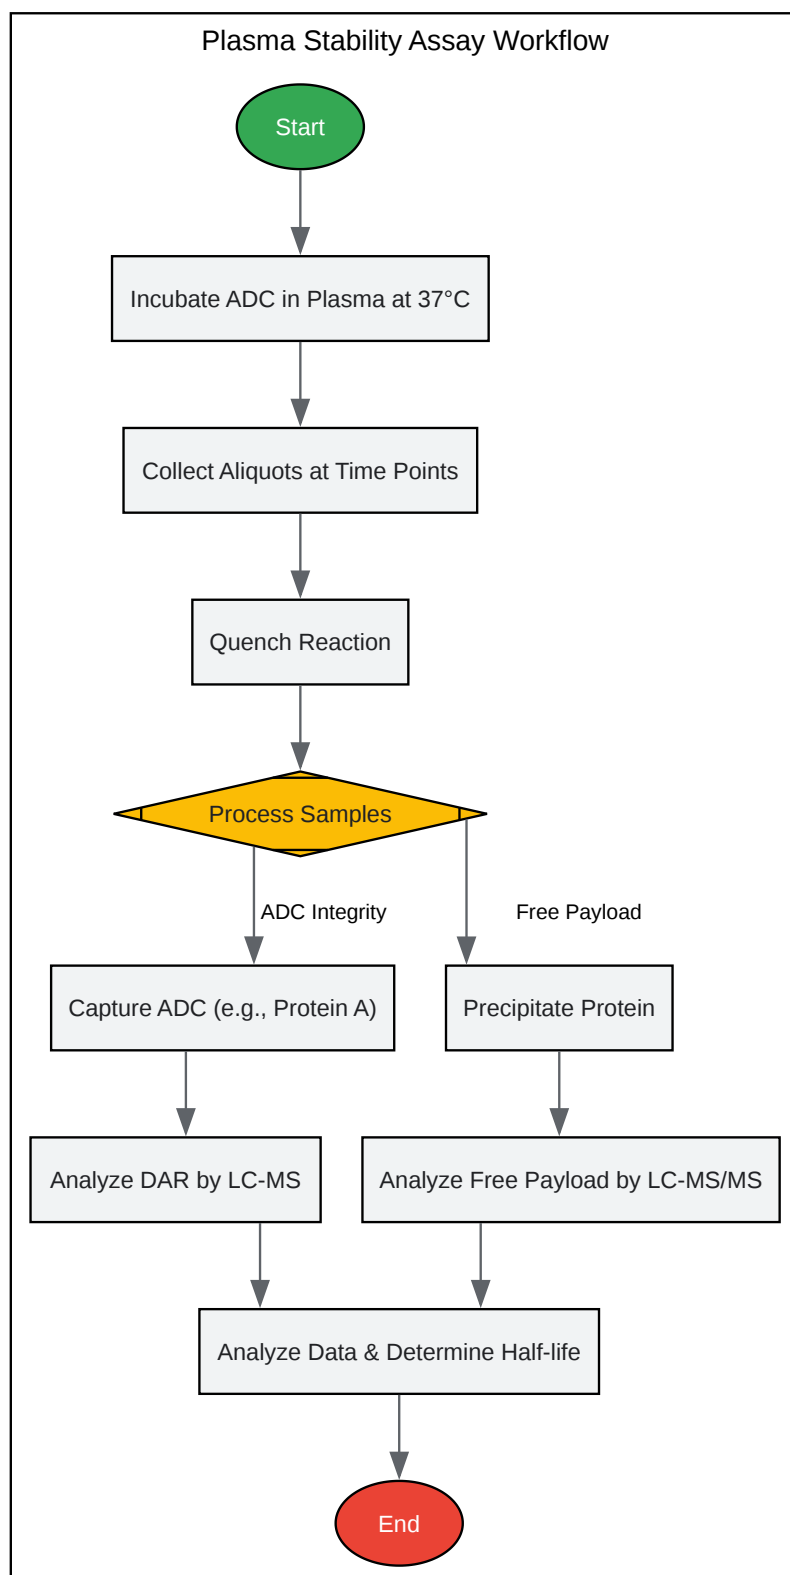 Plasma Stability Assay Workflow
Start
Incubate ADC in Plasma at 37°C
Collect Aliquots at Time Points
Quench Reaction
Process Samples
ADC Integrity
Free Payload
Capture ADC (e.g., Protein A)
Precipitate Protein
Analyze DAR by LC-MS
Analyze Free Payload by LC-MS/MS
Analyze Data & Determine Half-life
End